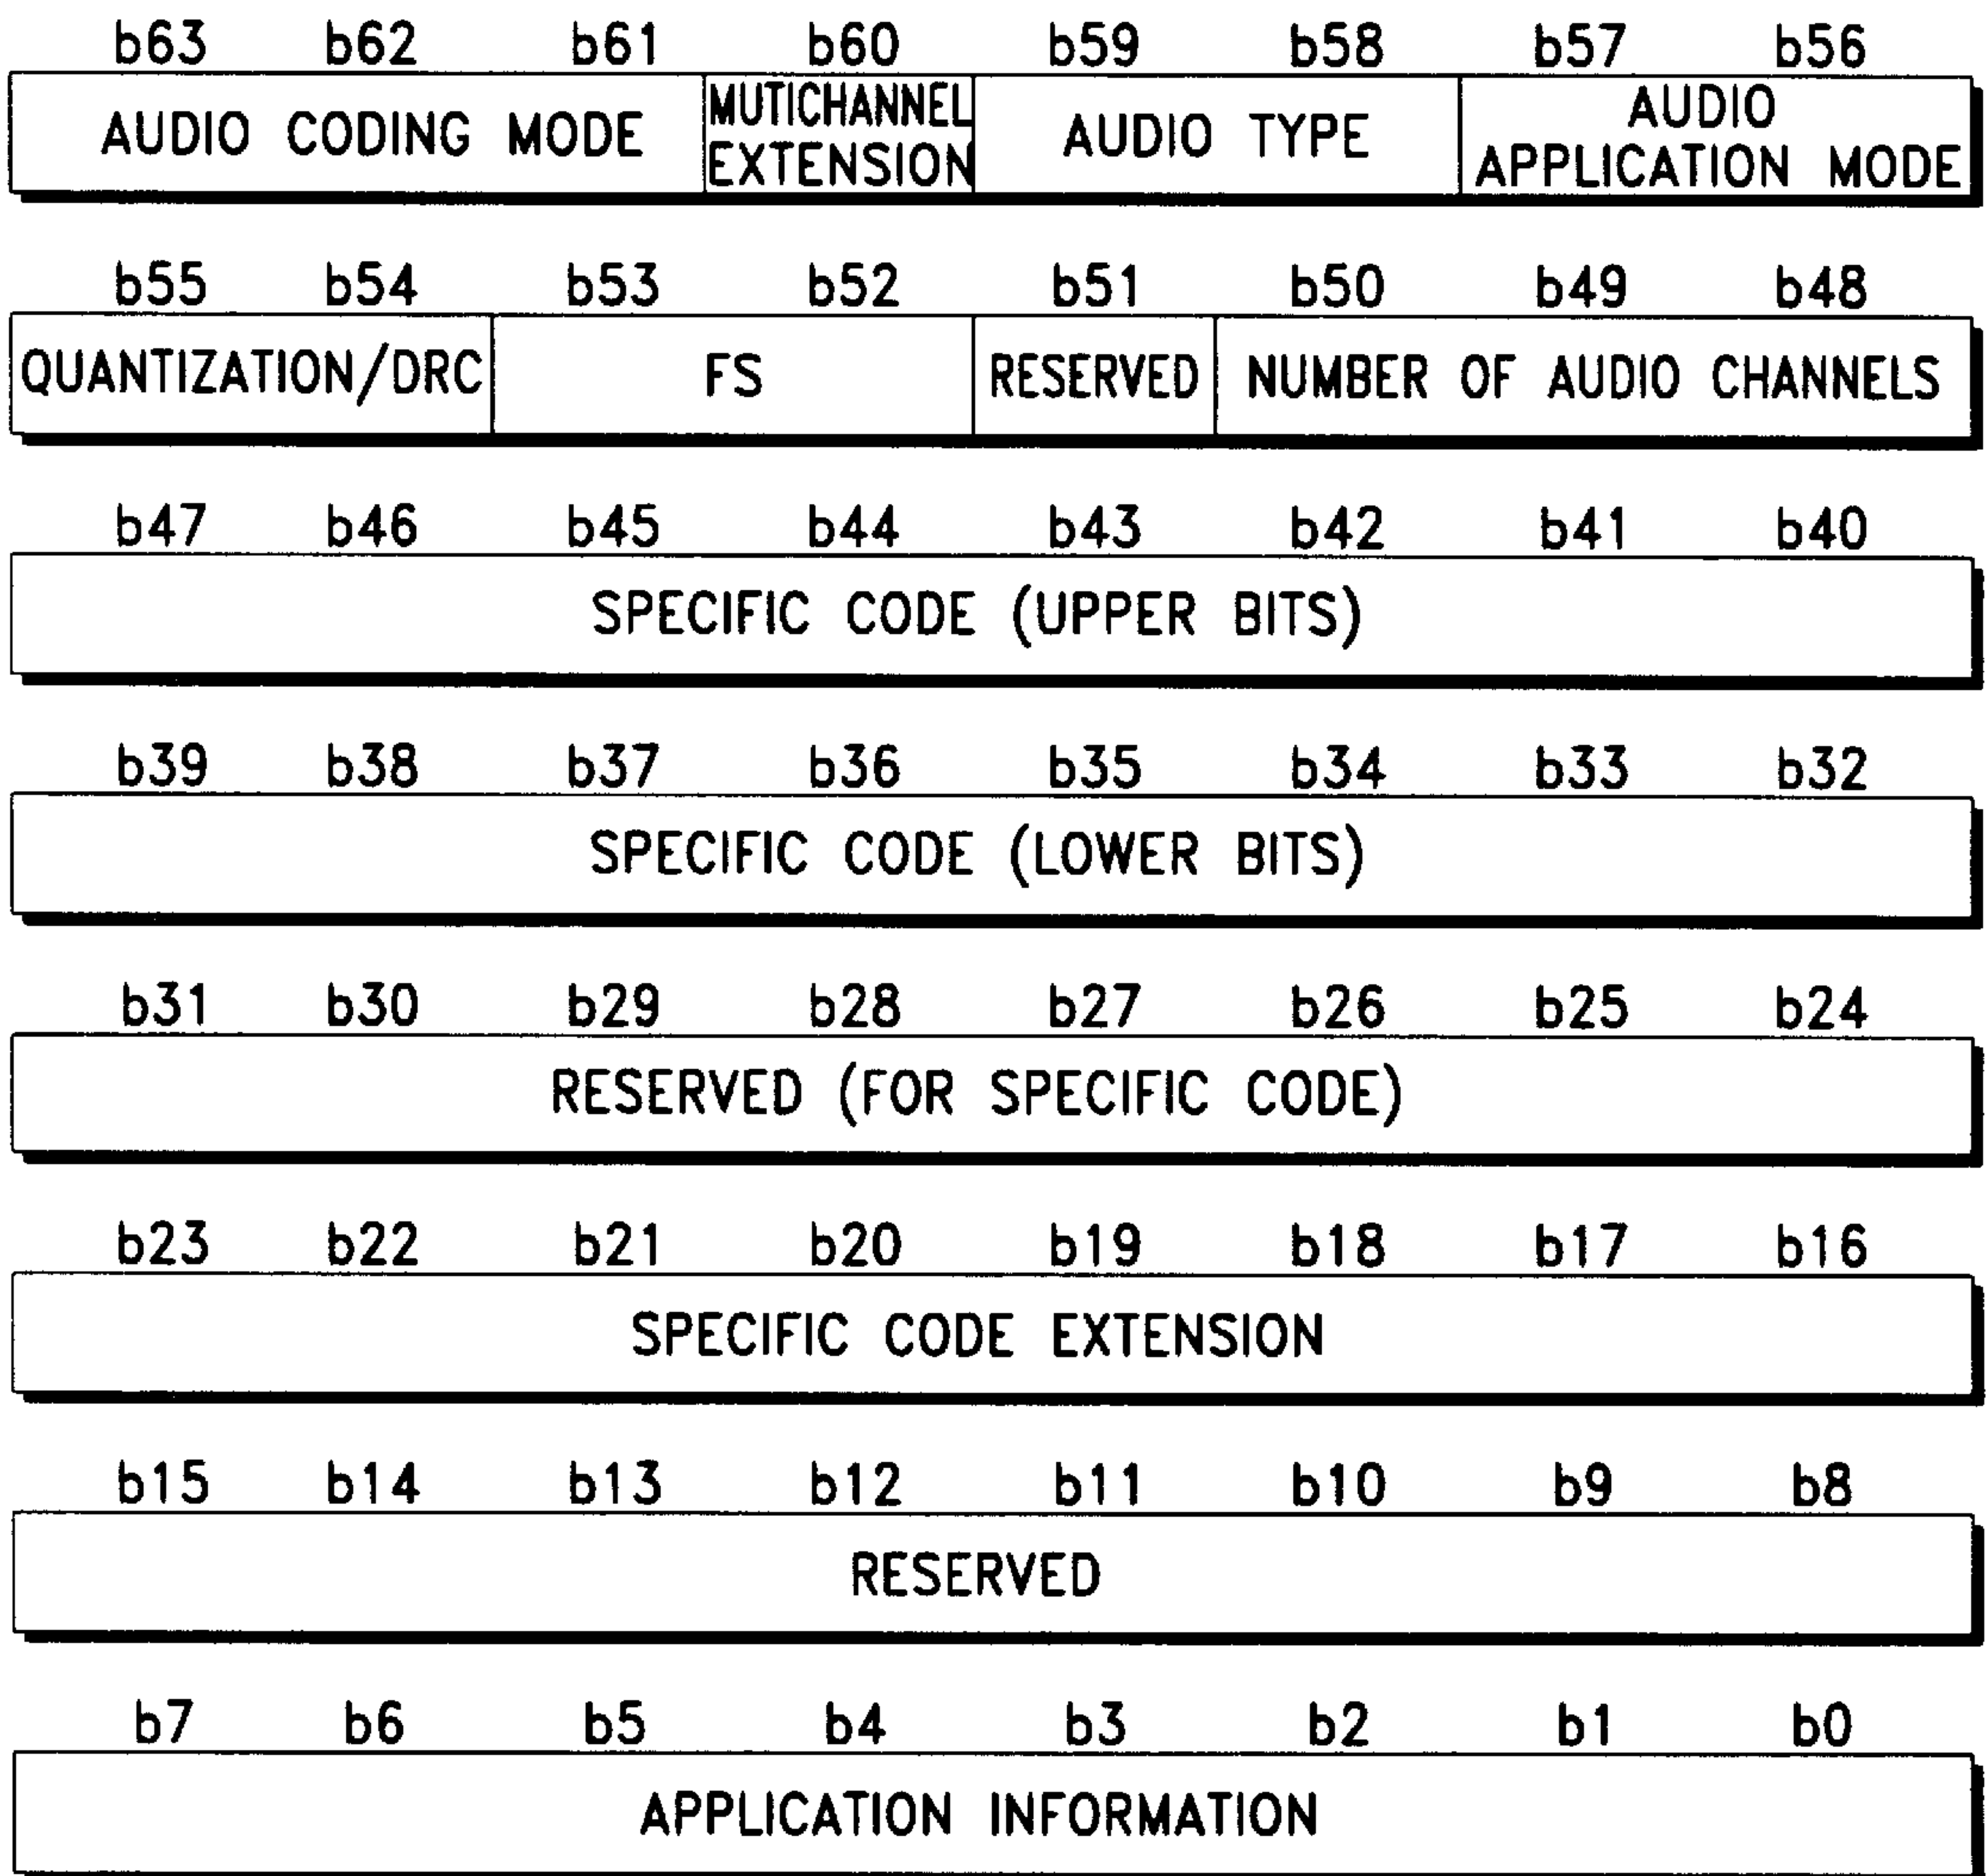 b63 b62 b61 b60 b59 b58 b57 b56
AUDIO CODING MODE
MUTICHANNEL
EXTENSION
AUDIO TYPE
AUDIO
APPLICATION MODE
b55 b54 b53 b52 b51 b50 b49 b48
QUANTIZATION/DRC
FS
RESERVED
NUMBER OF AUDIO CHANNELS
b47 b46 b45 b44 b43 b42 b41 b40
SPECIFIC CODE (UPPER BITS)
b39 b38 b37 b36 b35 b34 b33 b32
SPECIFIC CODE (LOWER BITS)
b31 b30 b29 b28 b27 b26 b25 b24
RESERVED (FOR SPECIFIC CODE)
b23 b22 b21 b20 b19 b18 b17 b16
SPECIFIC CODE EXTENSION
b15 b14 b13 b12 b11 b10 b9 b8
RESERVED
b7 b6 b5 b4 b3 b2 b1 b0
APPLICATION INFORMATION